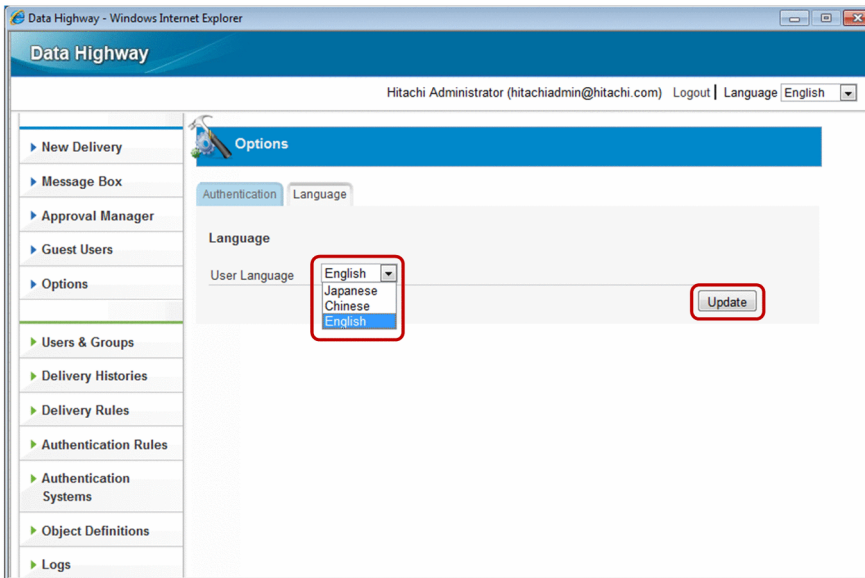 Data Highway - Windows Internet Explorer
Data Highway
Hitachi Administrator (hitachiadmin@hitachi.com) Logout | Language English
New Delivery
Message Box
Approval Manager
Guest Users
Options
Users & Groups
Delivery Histories
Delivery Rules
Authentication Rules
Authentication
Systems
Object Definitions
Logs
Options
Authentication Language
Language
User Language English
Japanese
Chinese
English
Update